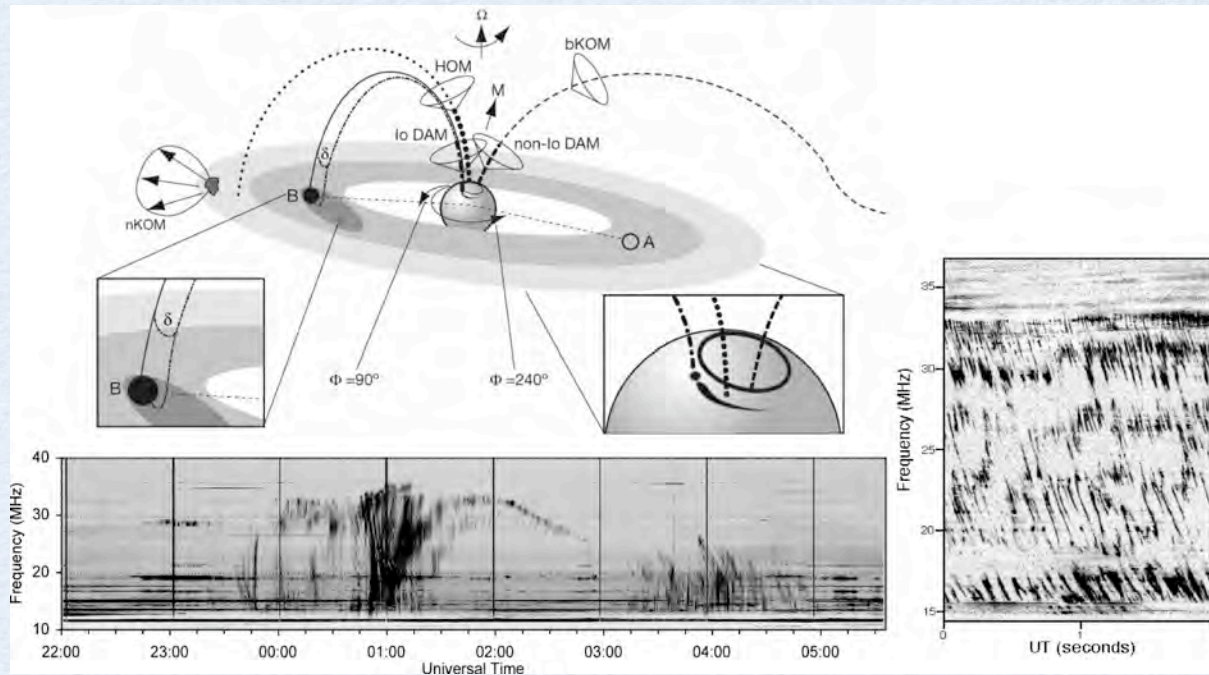 Ω
bKOM
HOM
M
Io DAM
non-Io DAM
δ
B
nKOM
A
δ
B
Φ =90°
Φ =240°
Frequency (MHz)
40
30
20
10
22:00 23:00 00:00 01:00 02:00 03:00 04:00 05:00
Universal Time
Frequency (MHz)
35
30
25
20
15
0 1
UT (seconds)